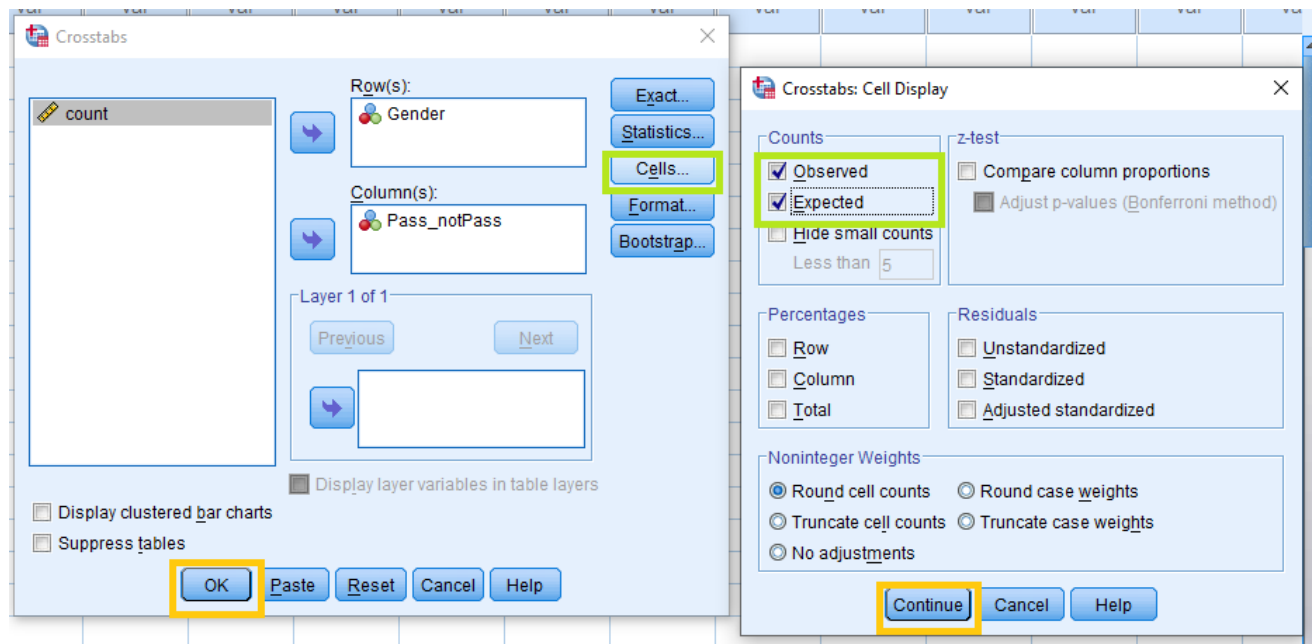 Crosstabs
count
Row(s):
Gender
Column(s):
Pass_notPass
Layer 1 of 1
Previous
Next
Display layer variables in table layers
Display clustered bar charts
Suppress tables
OK
Paste
Reset
Cancel
Help
Exact...
Statistics...
Cells...
Format...
Bootstrap...
Crosstabs: Cell Display
Counts
Observed
Expected
Hide small counts
Less than 5
z-test
Compare column proportions
Adjust p-values (Bonferroni method)
Percentages
Row
Column
Total
Residuals
Unstandardized
Standardized
Adjusted standardized
Noninteger Weights
Round cell counts
Round case weights
Truncate cell counts
Truncate case weights
No adjustments
Continue
Cancel
Help